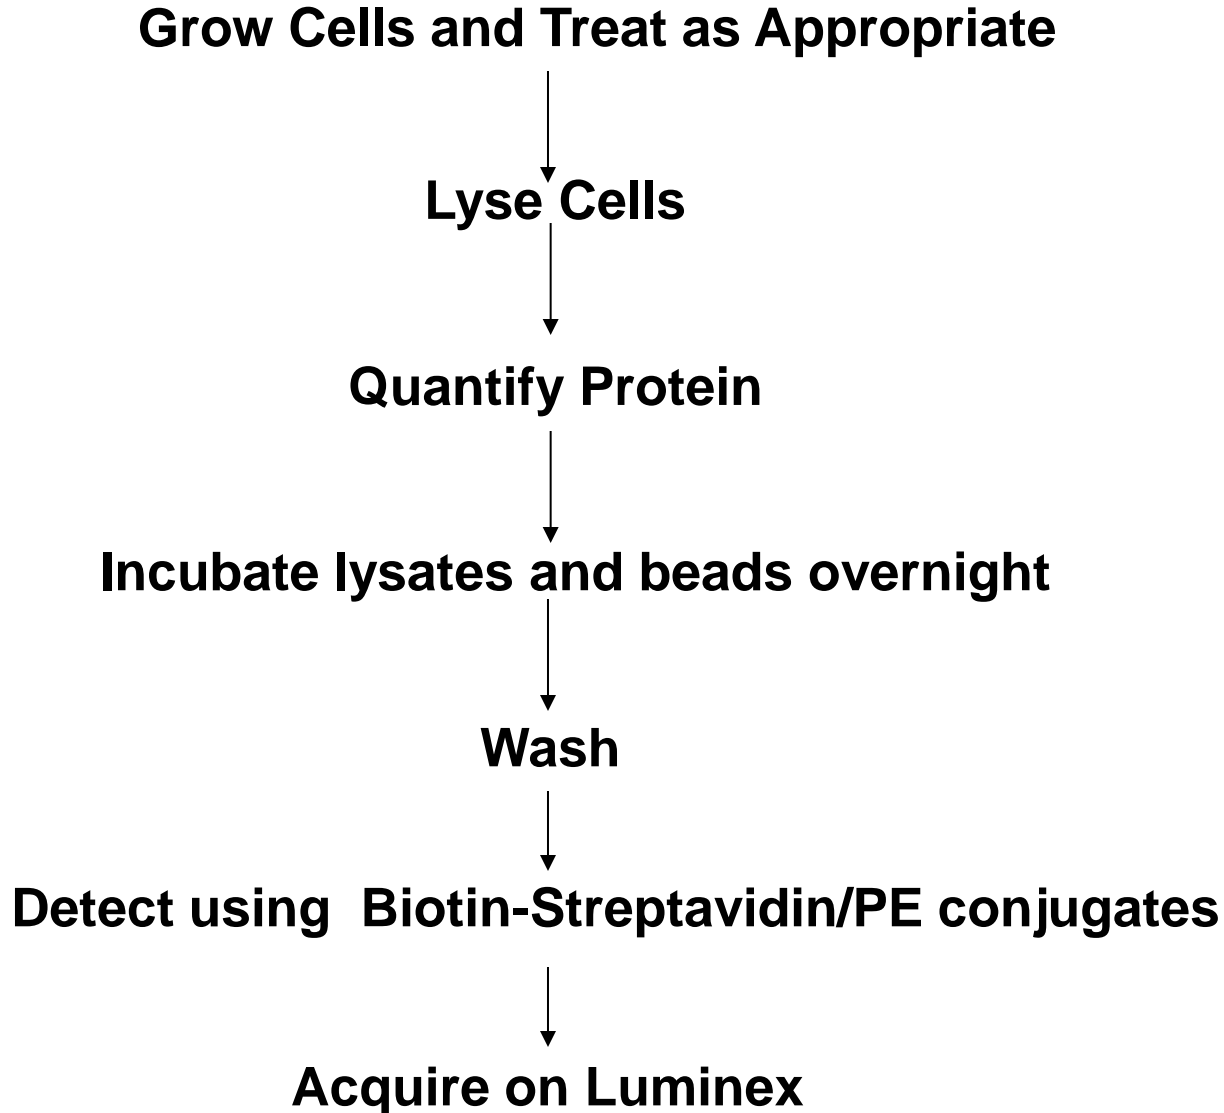 Grow Cells and Treat as Appropriate
Lyse Cells
Quantify Protein
Incubate lysates and beads overnight
Wash
Detect using  Biotin-Streptavidin/PE conjugates
Acquire on Luminex